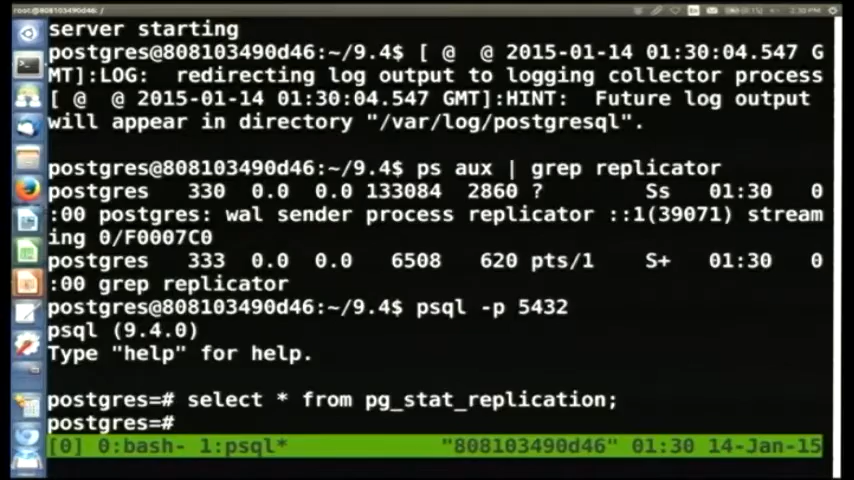 root@808103490d46: /
2:30 PM
server starting
postgres@808103490d46:~/9.4$ [ @  @ 2015-01-14 01:30:04.547 G
MT]:LOG:  redirecting log output to logging collector process
[ @  @ 2015-01-14 01:30:04.547 GMT]:HINT:  Future log output
will appear in directory "/var/log/postgresql".
postgres@808103490d46:~/9.4$ ps aux | grep replicator
postgres   330  0.0  0.0 133084  2860 ?        Ss   01:30   0
:00 postgres: wal sender process replicator ::1(39071) stream
ing 0/F0007C0
postgres   333  0.0  0.0   6508   620 pts/1    S+   01:30   0
:00 grep replicator
postgres@808103490d46:~/9.4$ psql -p 5432
psql (9.4.0)
Type "help" for help.
postgres=# select * from pg_stat_replication;
postgres=#
[0] 0:bash- 1:psql*            "808103490d46" 01:30 14-Jan-15